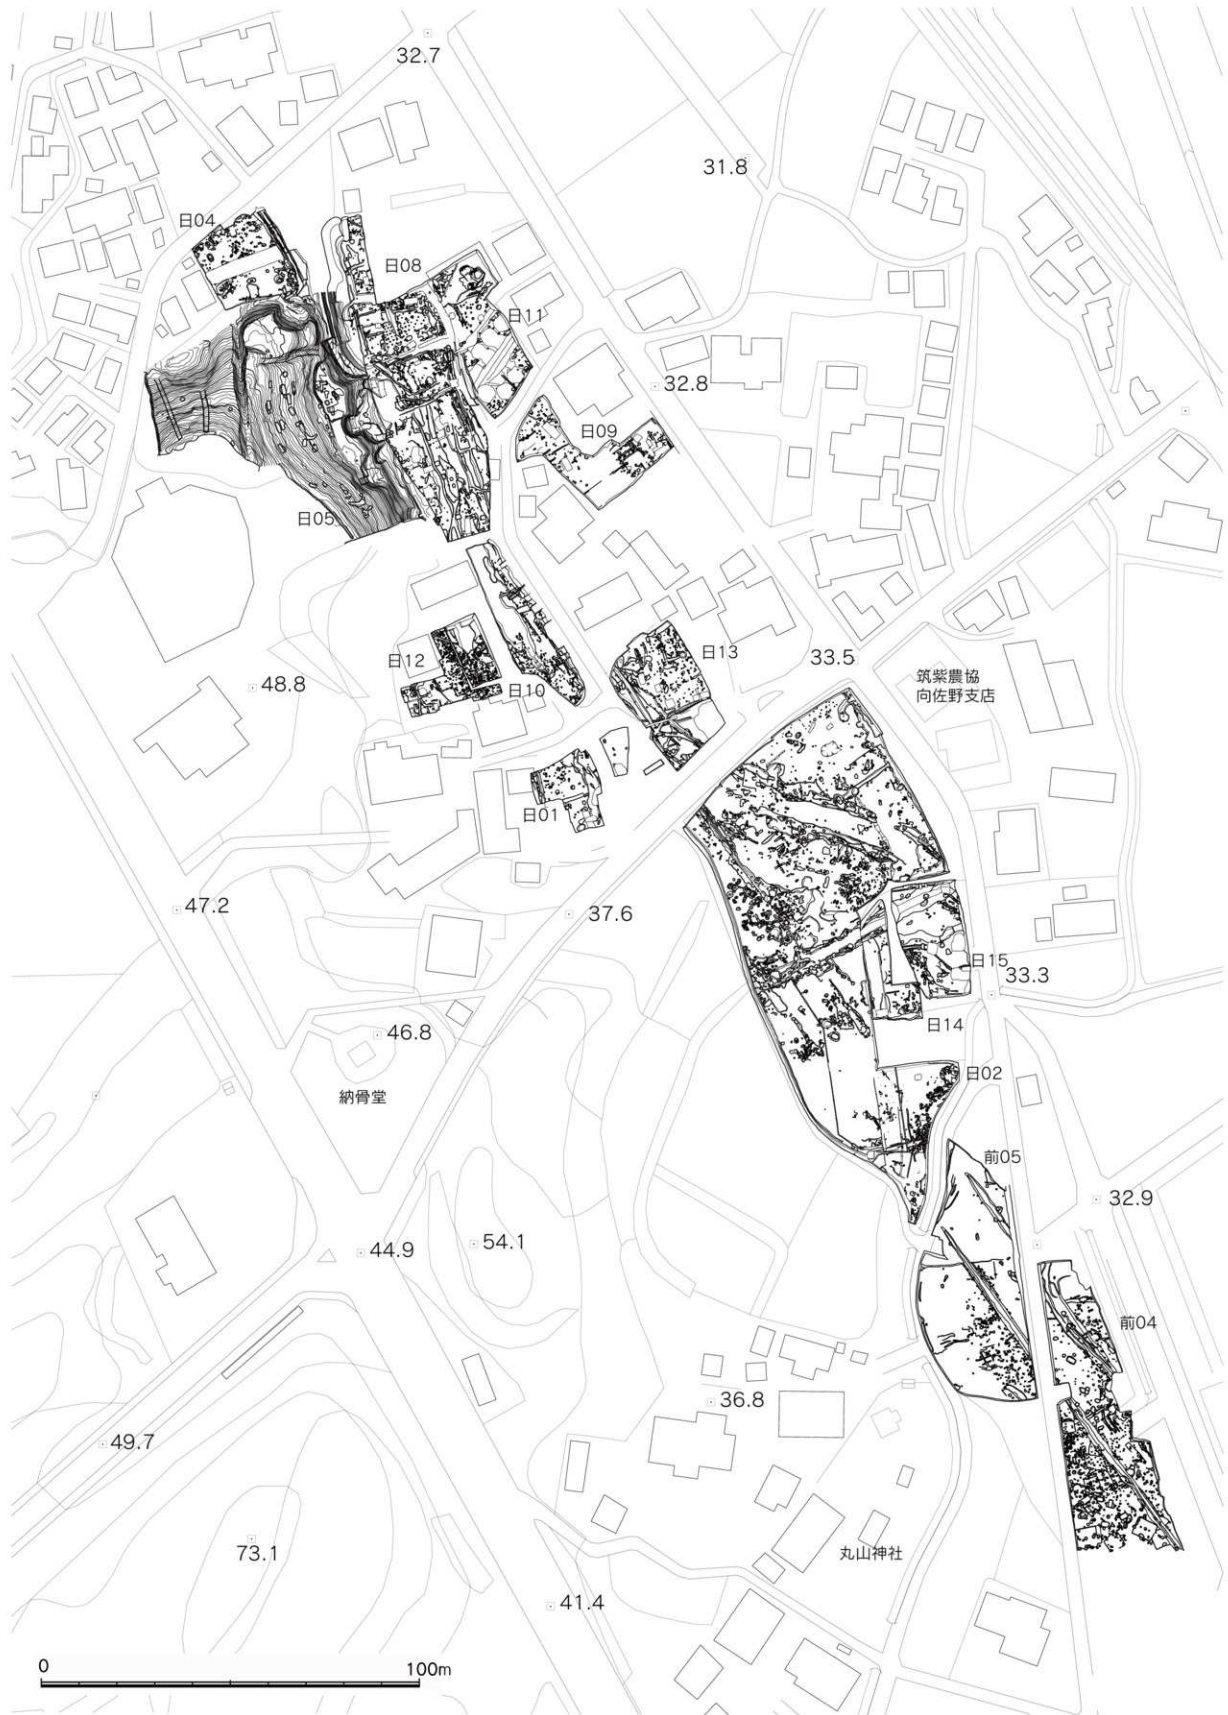 32.7
31.8
日04
日08
日11
32.8
日09
日05
日12
日10
日13
33.5
筑紫農協
向佐野支店
48.8
日01
47.2
37.6
日15
33.3
日14
46.8
納骨堂
日02
前05
32.9
44.9
54.1
前04
36.8
49.7
73.1
丸山神社
41.4
0
100m